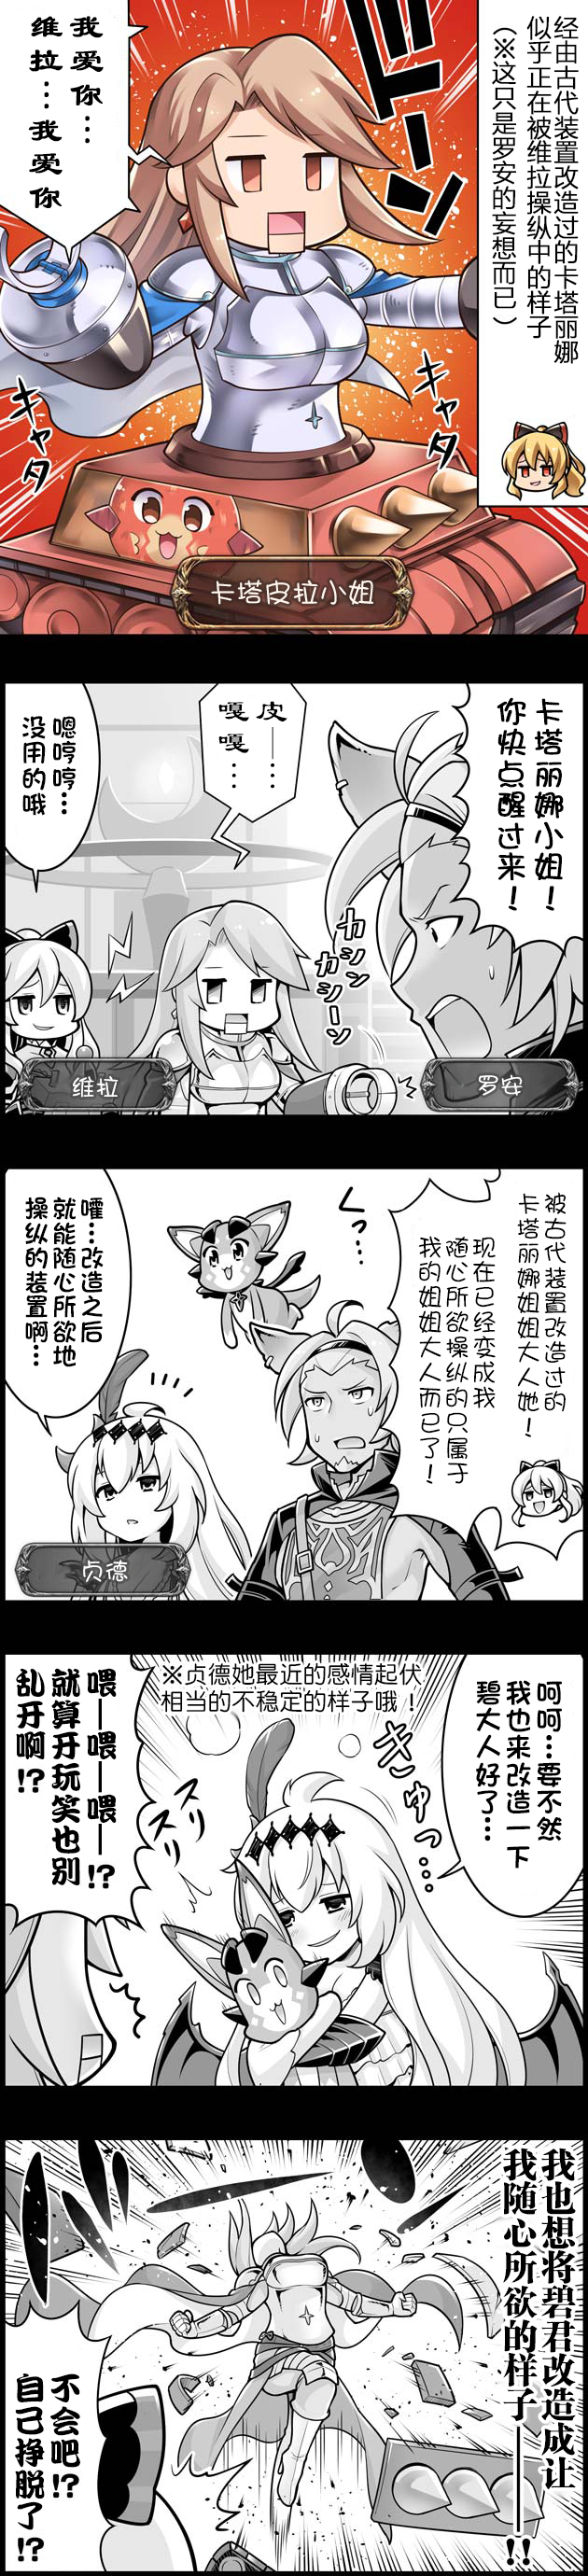 经由古代装置改造过的卡塔丽娜
似乎正在被维拉操纵中的样子
（※这只是罗安的妄想而已）
バーン
我爱你…
维拉…我爱你
キャタ
キャタ
卡塔皮拉小姐
卡塔丽娜小姐！
你快点醒过来！
皮——…
嘎嘎…
嗯哼哼…
没用的哦
カシン
カシーン
维拉
罗安
被古代装置改造过的
卡塔丽娜姐姐大人她！
现在已经变成我
随心所欲操纵的只属于
我的姐姐大人而已了！
くっ…
嚯…改造之后
就能随心所欲地
操纵的装置啊…
贞德
呵呵…要不然
我也来改造一下
碧大人好了…
※贞德她最近的感情起伏
相当的不稳定的样子哦！
きゅっ…
スリ
スリ
喂—喂—喂—!?
就算开玩笑也别
乱开啊!?
我也想将碧君改造成让
我随心所欲的样子——!!
不会吧!?
自己挣脱了!?